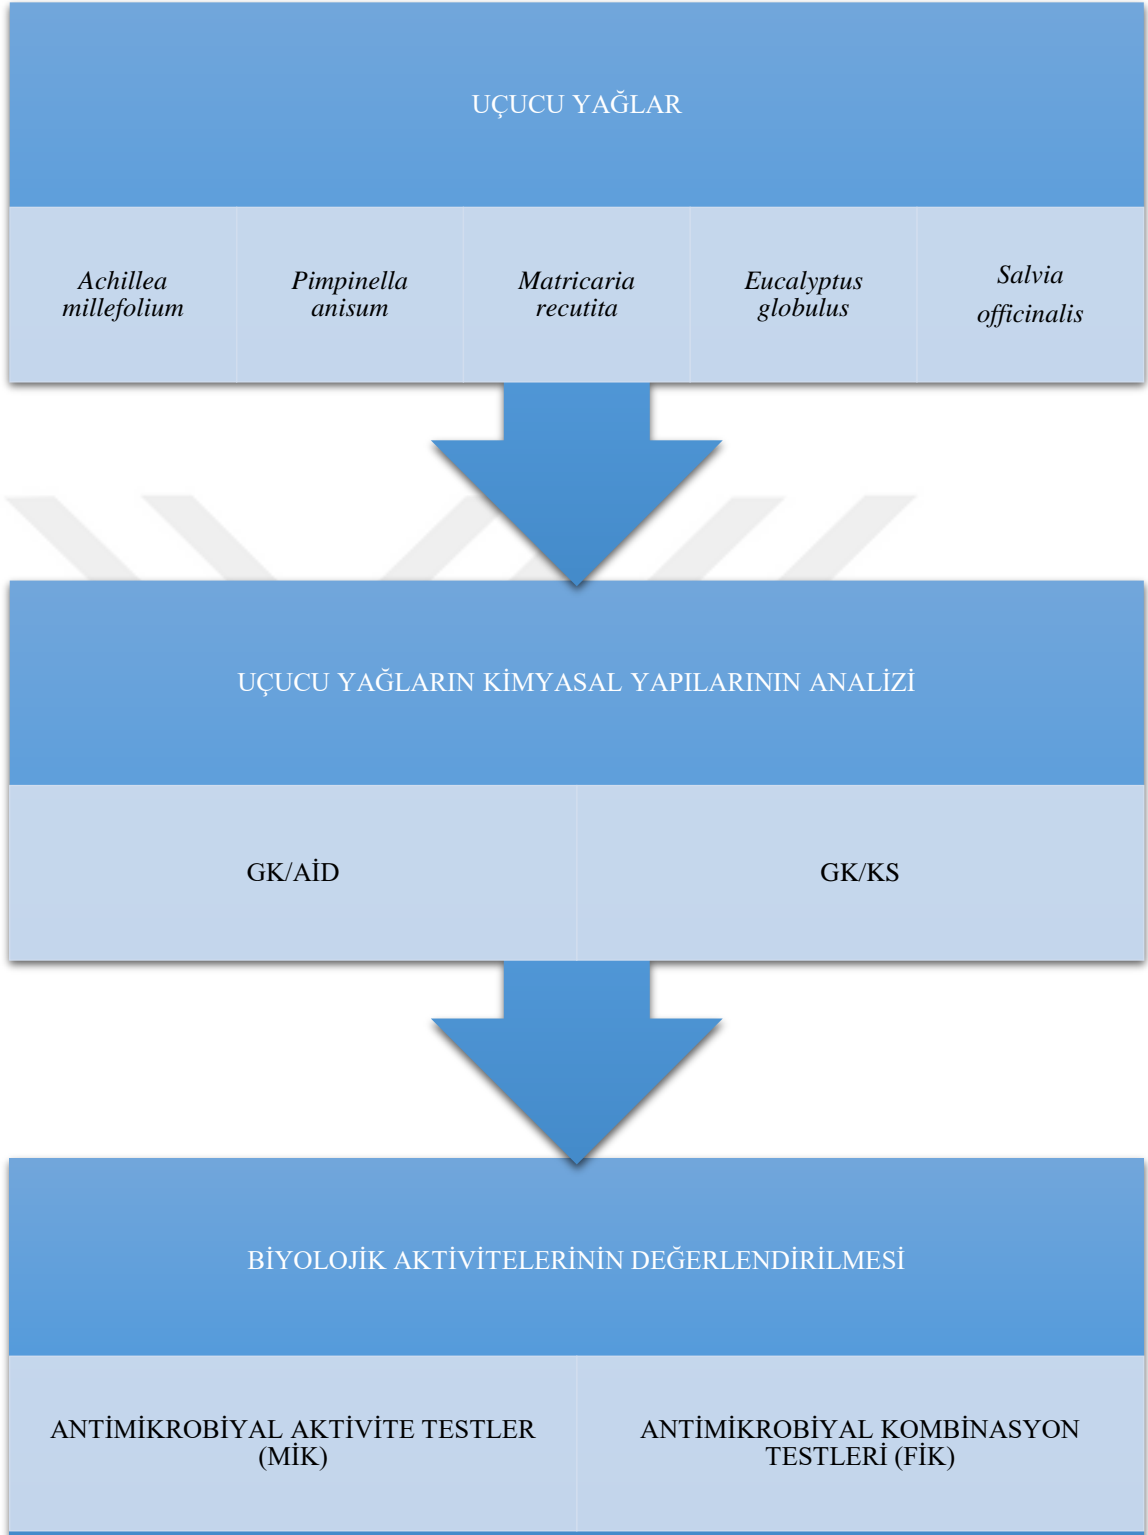 UÇUCU YAĞLAR
Achillea
millefolium
Pimpinella
anisum
Matricaria
recutita
Eucalyptus
globulus
Salvia
officinalis
UÇUCU YAĞLARIN KİMYASAL YAPILARININ ANALİZİ
GK/AİD
GK/KS
BİYOLOJİK AKTİVİTELERİNİN DEĞERLENDİRİLMESİ
ANTİMİKROBİYAL AKTİVİTE TESTLER
(MİK)
ANTİMİKROBİYAL KOMBİNASYON
TESTLERİ (FİK)